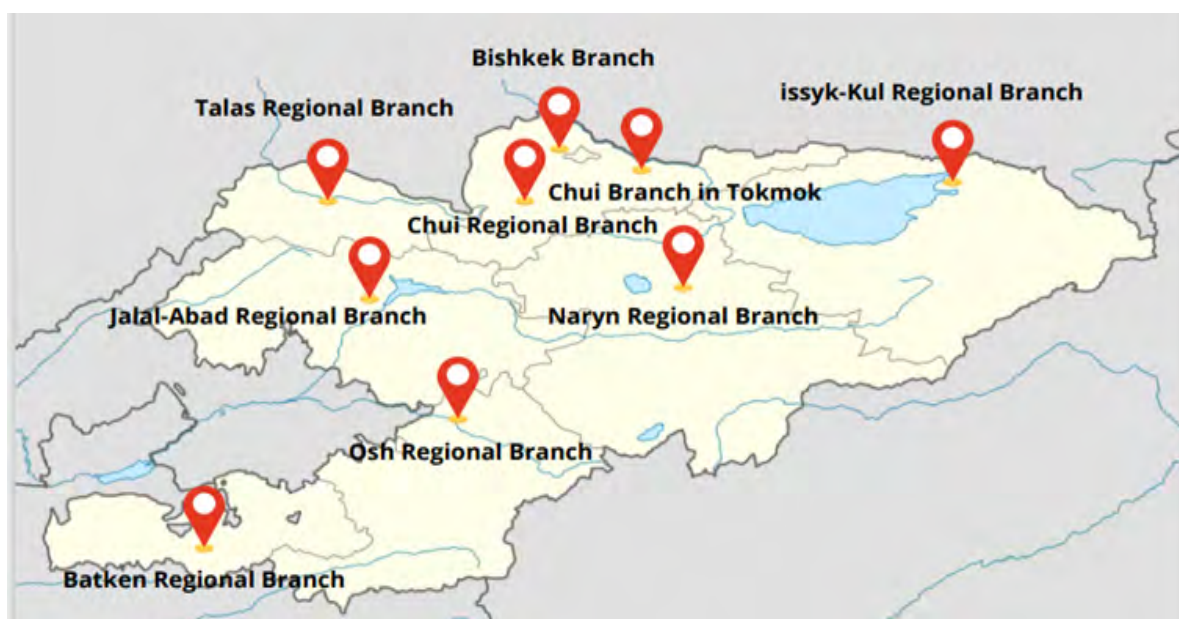 Bishkek Branch
issyk-Kul Regional Branch
Talas Regional Branch
Chui Branch in Tokmok
Chui Regional Branch
Jalal-Abad Regional Branch
Naryn Regional Branch
Osh Regional Branch
Batken Regional Branch